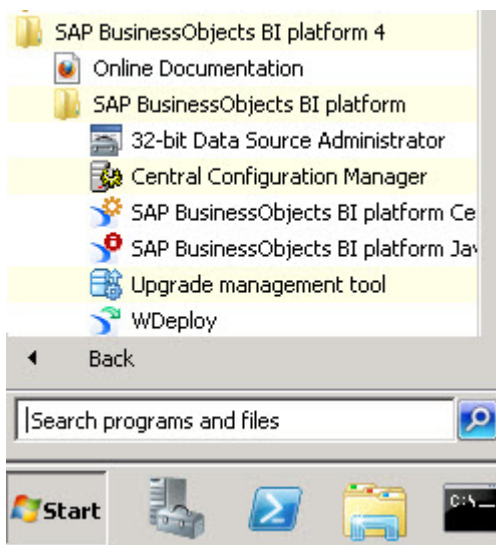 SAP BusinessObjects BI platform 4
Online Documentation
SAP BusinessObjects BI platform
32-bit Data Source Administrator
Central Configuration Manager
SAP BusinessObjects BI platform Ce
SAP BusinessObjects BI platform Jav
Upgrade management tool
WDeploy
Back
Search programs and files
Start
C:\_